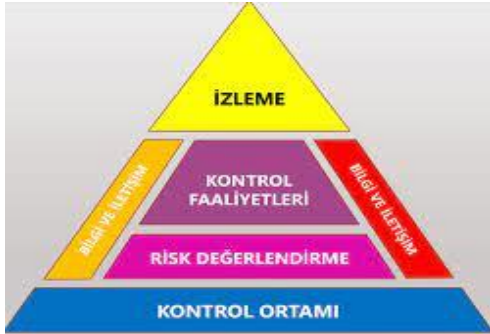 İZLEME
BİLGİ VE İLETİŞİM
KONTROL
FAALİYETLERİ
BİLGİ VE İLETİŞİM
RİSK DEĞERLENDİRME
KONTROL ORTAMI